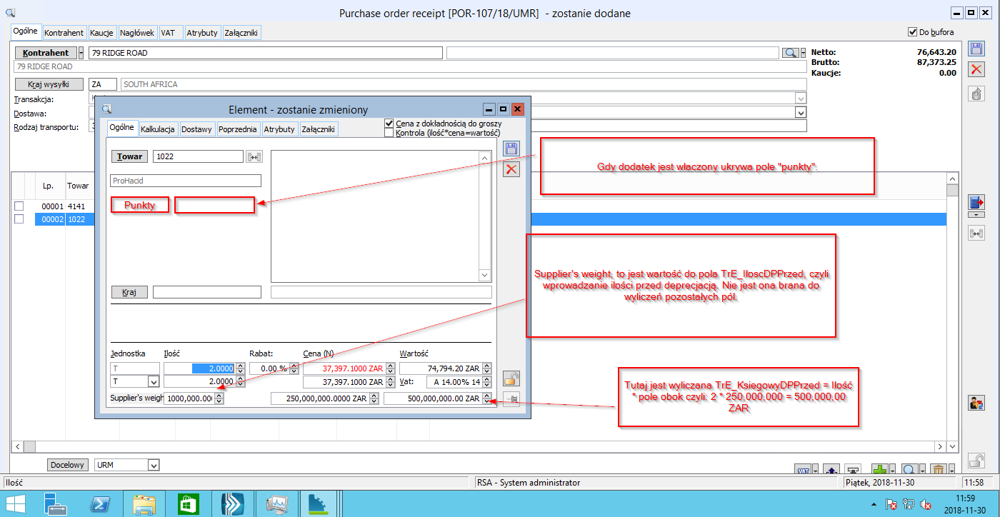 Purchase order receipt [POR-107/18/UMR]  - zostanie dodane
Ogólne Kontrahent Kaucje Nagłówek VAT Atrybuty Załączniki
Do bufora
Kontrahent 79 RIDGE ROAD
Netto: 76,643.20
79 RIDGE ROAD
Brutto: 87,373.25
Kaucje: 0.00
Kraj wysyłki ZA SOUTH AFRICA
Transakcja:
Dostawa:
Rodzaj transportu:
Element - zostanie zmieniony
Ogólne Kalkulacja Dostawy Poprzednia Atrybuty Załączniki
Cena z dokładnością do groszy
Kontrola (ilość*cena=wartość)
Towar 1022
ProHacid
Punkty
Gdy dodatek jest włączony ukrywa pole "punkty".
Lp. Towar
00001 4141
00002 1022
Supplier's weight, to jest wartość do pola TrE_IloscDPPrzed, czyli
wprowadzanie ilości przed deprecjacją. Nie jest ona brana do
wyliczeń pozostałych pól.
Kraj
Jednostka Ilość Rabat: Cena (N) Wartość
T 2.0000 0.00 % 37,397.1000 ZAR 74,794.20 ZAR
T 2.0000 37,397.1000 ZAR Vat: A 14.00% 14
Supplier's weigh 1000,000.00 250,000,000.0000 ZAR 500,000,000.00 ZAR
Tutaj jest wyliczana TrE_KsiegowyDPPrzed = Ilość
* pole obok czyli: 2 * 250.000.000 = 500.000.00
ZAR
Docelowy URM
VAT
Ilość RSA - System administrator Piątek, 2018-11-30 11:58
11:59
2018-11-30